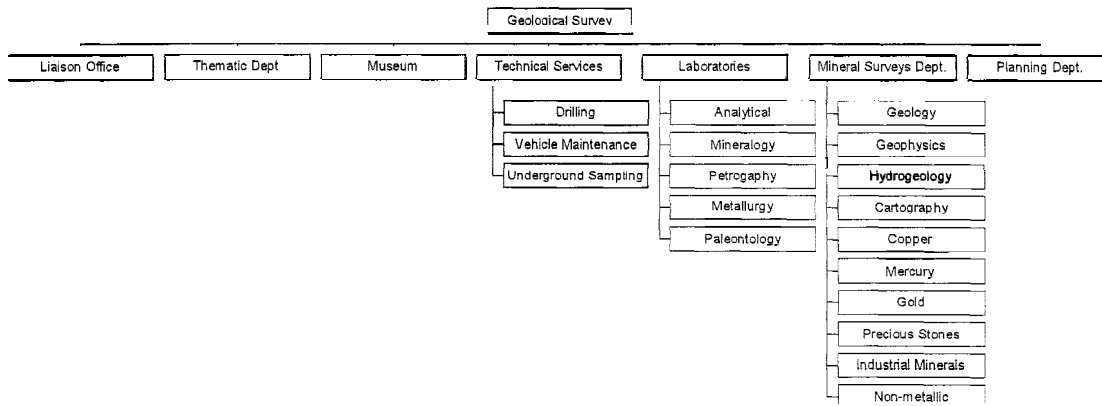 Geological Survey
Liaison Office
Thematic Dept
Museum
Technical Services
Laboratories
Mineral Surveys Dept.
Planning Dept.
Drilling
Vehicle Maintenance
Underground Sampling
Analytical
Mineralogy
Petrogaphy
Metallurgy
Paleontology
Geology
Geophysics
Hydrogeology
Cartography
Copper
Mercury
Gold
Precious Stones
Industrial Minerals
Non-metallic